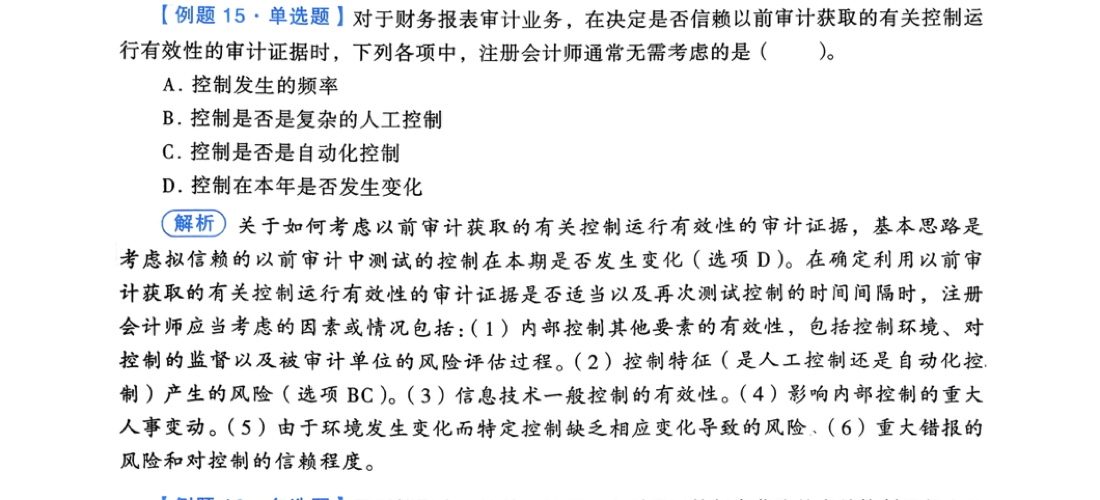 【例题 15·单选题】对于财务报表审计业务，在决定是否信赖以前审计获取的有关控制运
行有效性的审计证据时，下列各项中，注册会计师通常无需考虑的是（　　）。
A. 控制发生的频率
B. 控制是否是复杂的人工控制
C. 控制是否是自动化控制
D. 控制在本年是否发生变化
解析 关于如何考虑以前审计获取的有关控制运行有效性的审计证据，基本思路是
考虑拟信赖的以前审计中测试的控制在本期是否发生变化（选项 D）。在确定利用以前审
计获取的有关控制运行有效性的审计证据是否适当以及再次测试控制的时间间隔时，注册
会计师应当考虑的因素或情况包括：（1）内部控制其他要素的有效性，包括控制环境、对
控制的监督以及被审计单位的风险评估过程。（2）控制特征（是人工控制还是自动化控
制）产生的风险（选项 BC）。（3）信息技术一般控制的有效性。（4）影响内部控制的重大
人事变动。（5）由于环境发生变化而特定控制缺乏相应变化导致的风险、（6）重大错报的
风险和对控制的信赖程度。